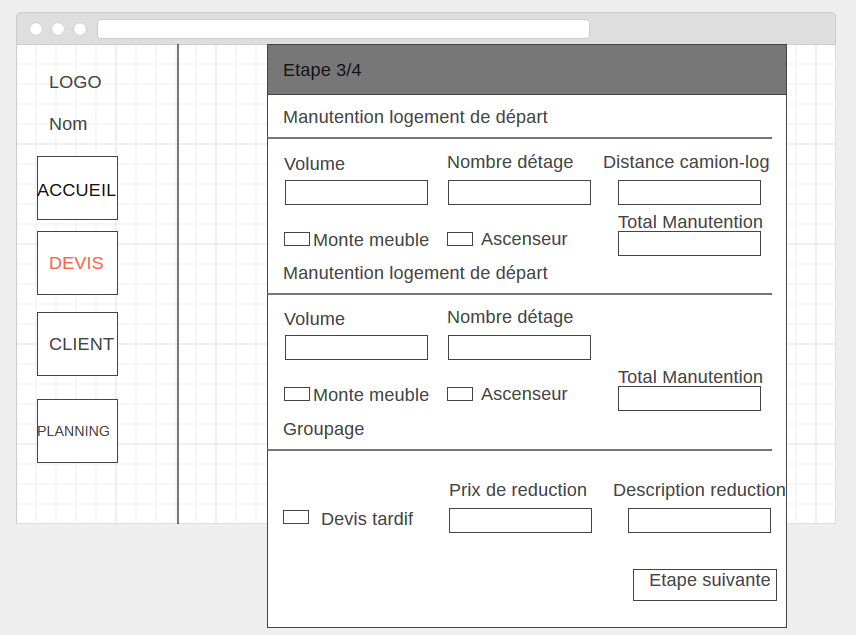 LOGO
Nom
ACCUEIL
DEVIS
CLIENT
PLANNING
Etape 3/4
Manutention logement de départ
Volume
Nombre détage
Distance camion-log
Monte meuble
Ascenseur
Total Manutention
Manutention logement de départ
Volume
Nombre détage
Monte meuble
Ascenseur
Total Manutention
Groupage
Devis tardif
Prix de reduction
Description reduction
Etape suivante